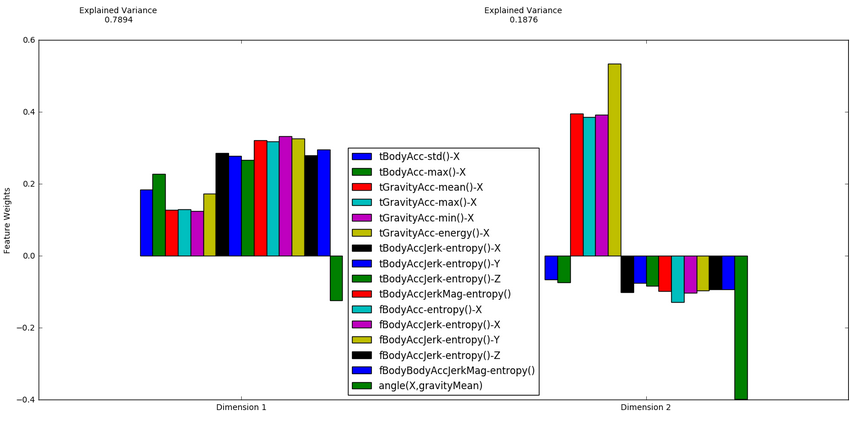 Explained Variance
0.7894
Explained Variance
0.1876
0.6
0.4
0.2
0.0
−0.2
−0.4
Feature Weights
tBodyAcc-std()-X
tBodyAcc-max()-X
tGravityAcc-mean()-X
tGravityAcc-max()-X
tGravityAcc-min()-X
tGravityAcc-energy()-X
tBodyAccJerk-entropy()-X
tBodyAccJerk-entropy()-Y
tBodyAccJerk-entropy()-Z
tBodyAccJerkMag-entropy()
fBodyAcc-entropy()-X
fBodyAccJerk-entropy()-X
fBodyAccJerk-entropy()-Y
fBodyAccJerk-entropy()-Z
fBodyBodyAccJerkMag-entropy()
angle(X,gravityMean)
Dimension 1
Dimension 2